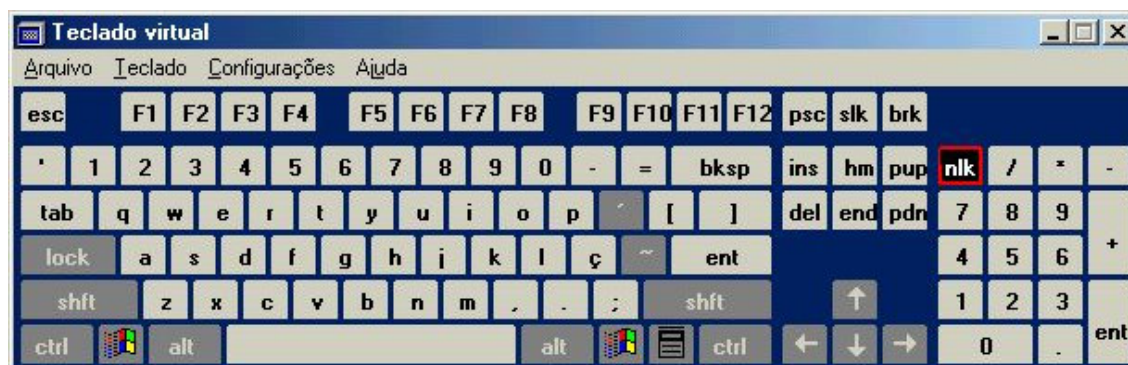 Teclado virtual
Arquivo Teclado Configurações Ajuda
esc F1 F2 F3 F4 F5 F6 F7 F8 F9 F10 F11 F12 psc slk brk
' 1 2 3 4 5 6 7 8 9 0 - = bksp ins hm pup nlk / * -
tab q w e r t y u i o p ´ [ ] del end pdn 7 8 9 +
lock a s d f g h j k l ç ~ ent 4 5 6
shft z x c v b n m , . ; shft ↑ 1 2 3 ent
ctrl alt alt ctrl ← ↓ → 0 .